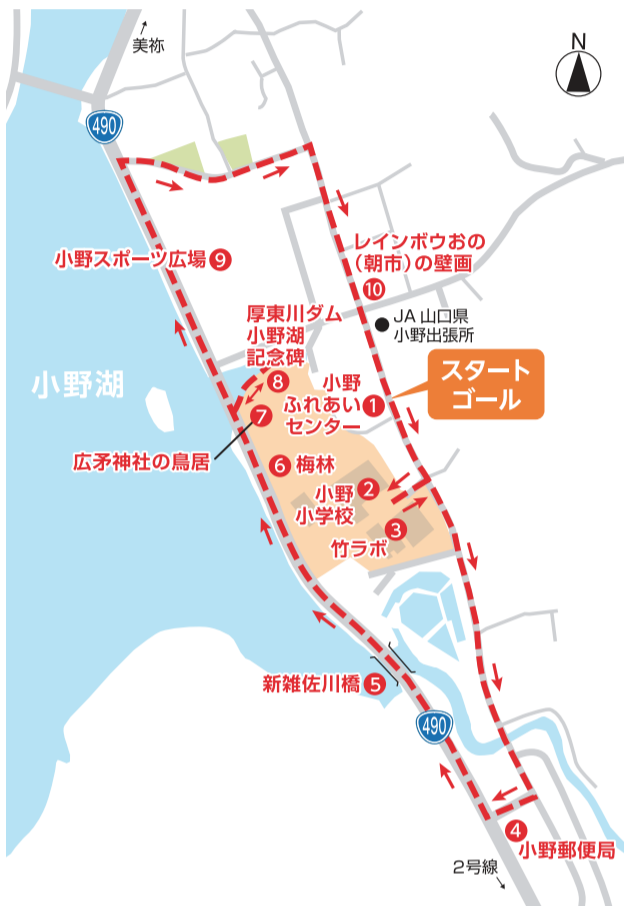 美祢
N
490
小野スポーツ広場 9
レインボウおの
（朝市）の壁画
10
JA 山口県
小野出張所
厚東川ダム
小野湖
記念碑
8
小野
ふれあい
センター
1
スタート
ゴール
小野湖
7
広矛神社の鳥居
6 梅林
小野
小学校
2
3
竹ラボ
新雑佐川橋 5
490
4
小野郵便局
2号線